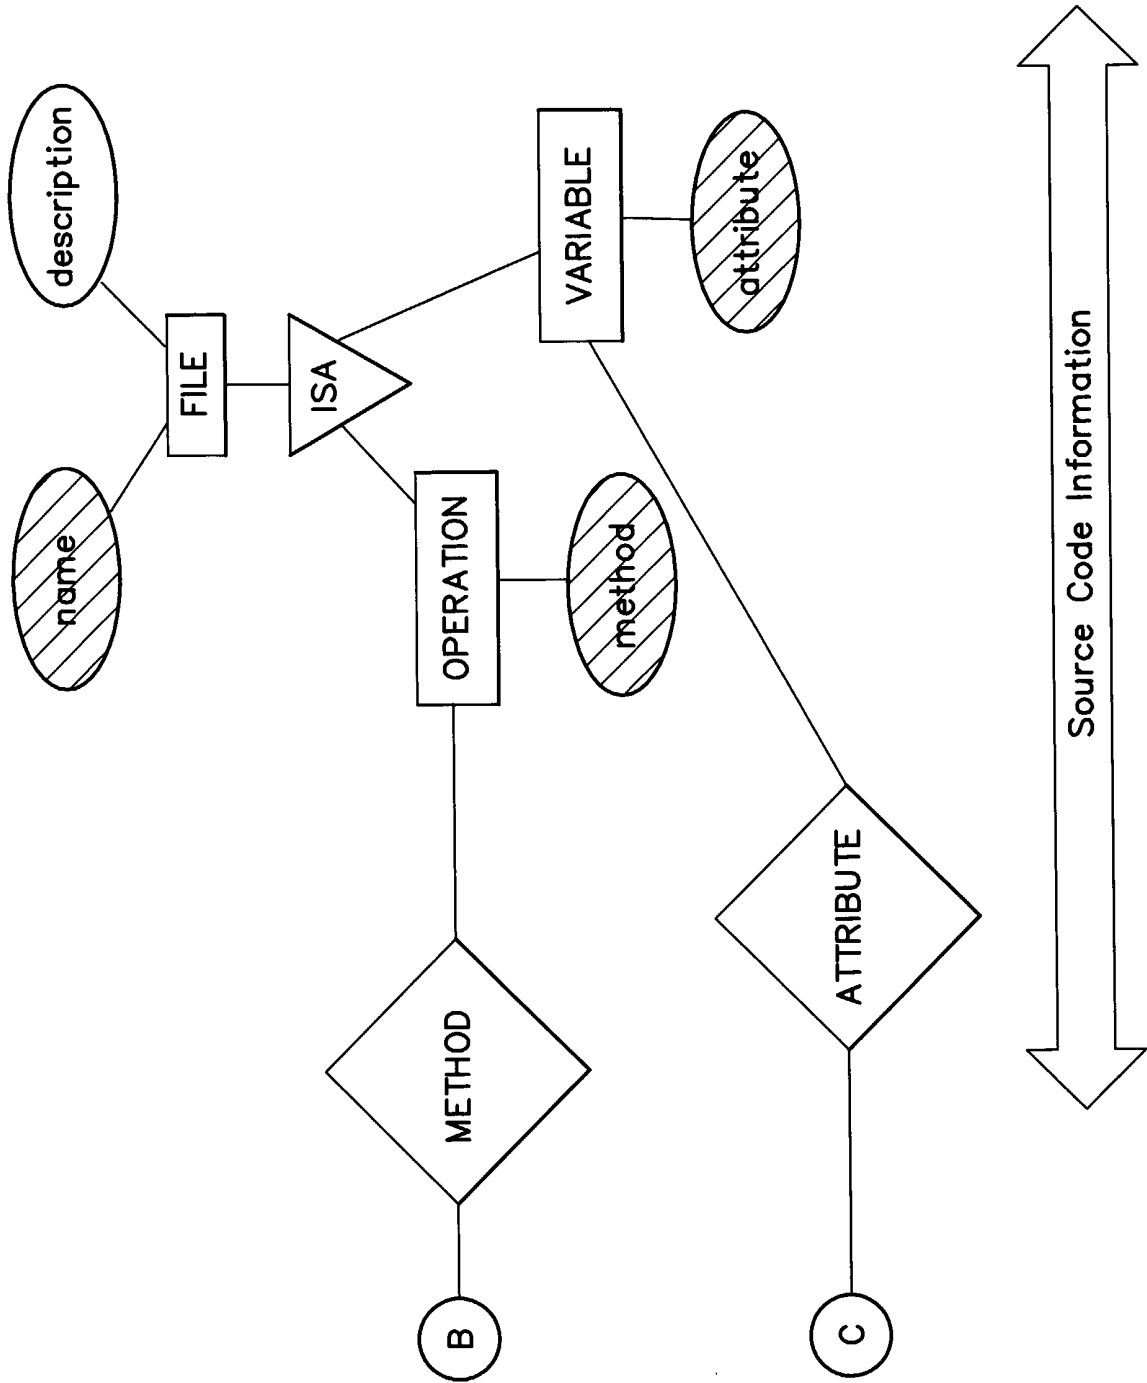 name
description
FILE
ISA
OPERATION
VARIABLE
method
attribute
METHOD
ATTRIBUTE
B
C
Source Code Information